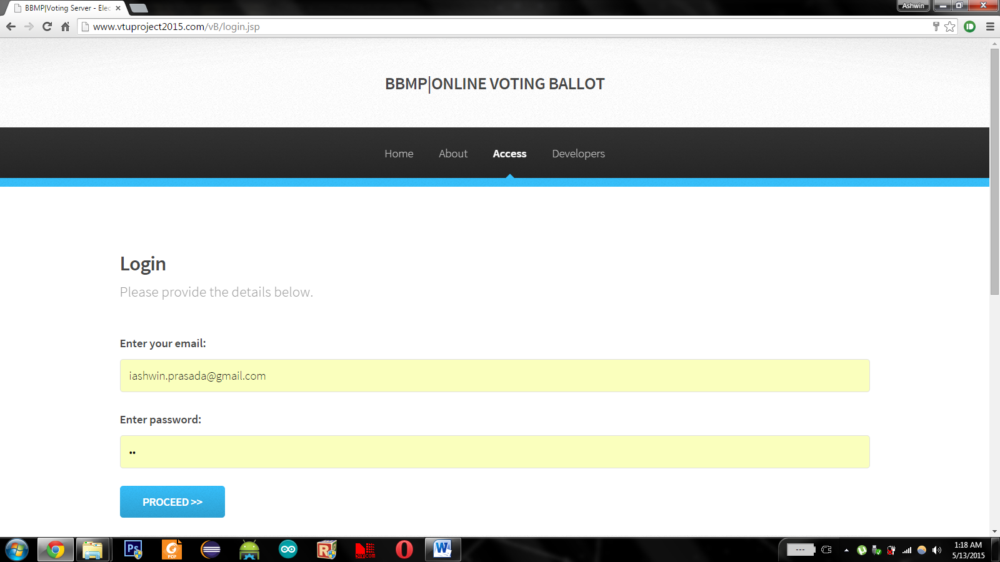 BBMP|Voting Server - Elec
Ashwin
www.vtuproject2015.com/vB/login.jsp
BBMP|ONLINE VOTING BALLOT
Home About Access Developers
Login
Please provide the details below.
Enter your email:
iashwin.prasada@gmail.com
Enter password:
••
PROCEED >>
Ps
PDF
R
W
---
1:18 AM
5/13/2015